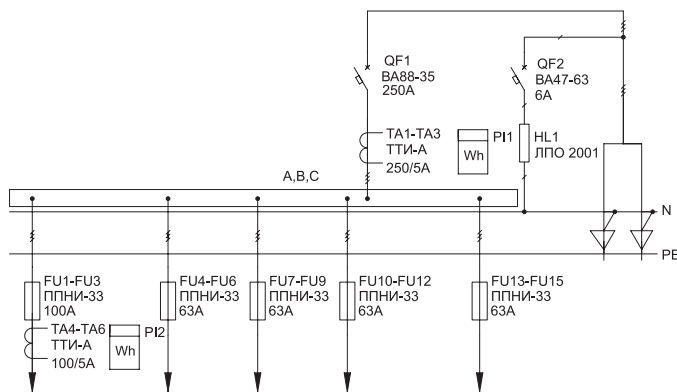 QF1
ВА88-35
250А
QF2
ВА47-63
6А
ТА1-ТА3
ТТИ-А
250/5А
PI1
Wh
HL1
ЛПО 2001
А,В,С
N
PE
FU1-FU3
ППНИ-33
100А
FU4-FU6
ППНИ-33
63А
FU7-FU9
ППНИ-33
63А
FU10-FU12
ППНИ-33
63А
FU13-FU15
ППНИ-33
63А
ТА4-ТА6
ТТИ-А
100/5А
PI2
Wh